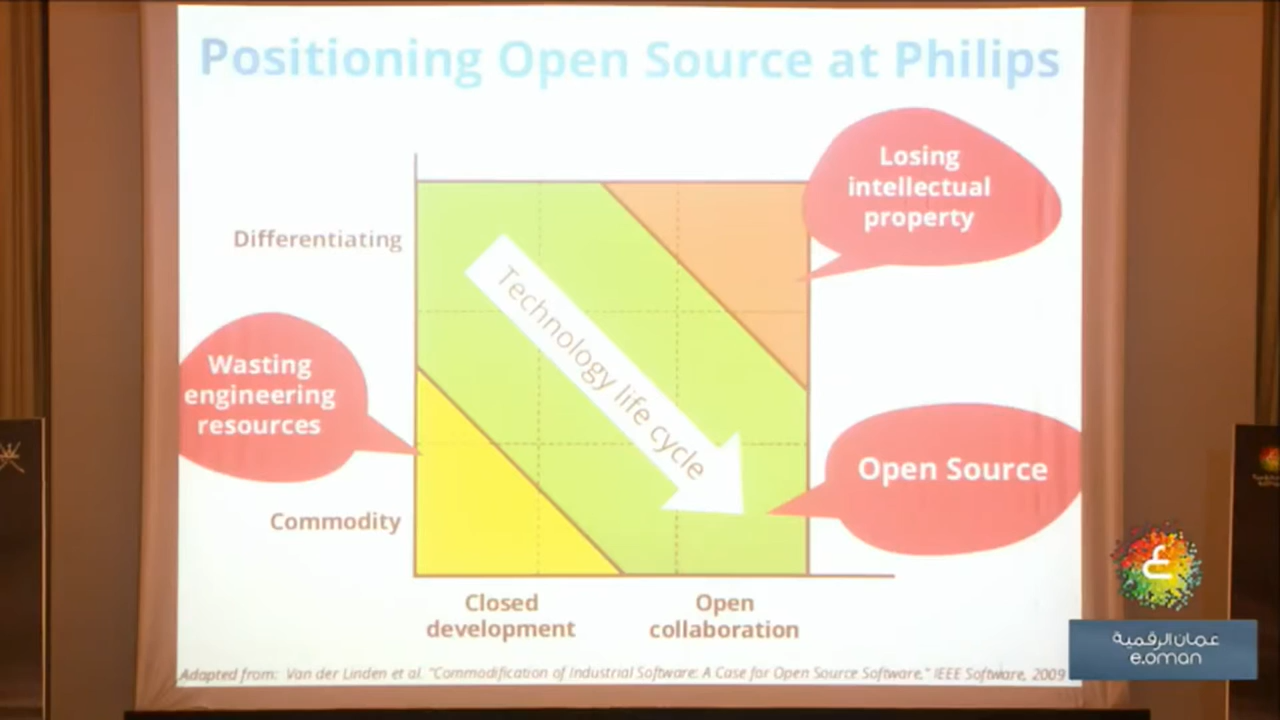 Positioning Open Source at Philips
Losing
intellectual
property
Differentiating
Technology life cycle
Wasting
engineering
resources
Open Source
Commodity
Closed
development
Open
collaboration
Adapted from: Van der Linden et al. "Commodification of Industrial Software: A Case for Open Source Software," IEEE Software, 2009
ع
عمان الرقمية
e.oman